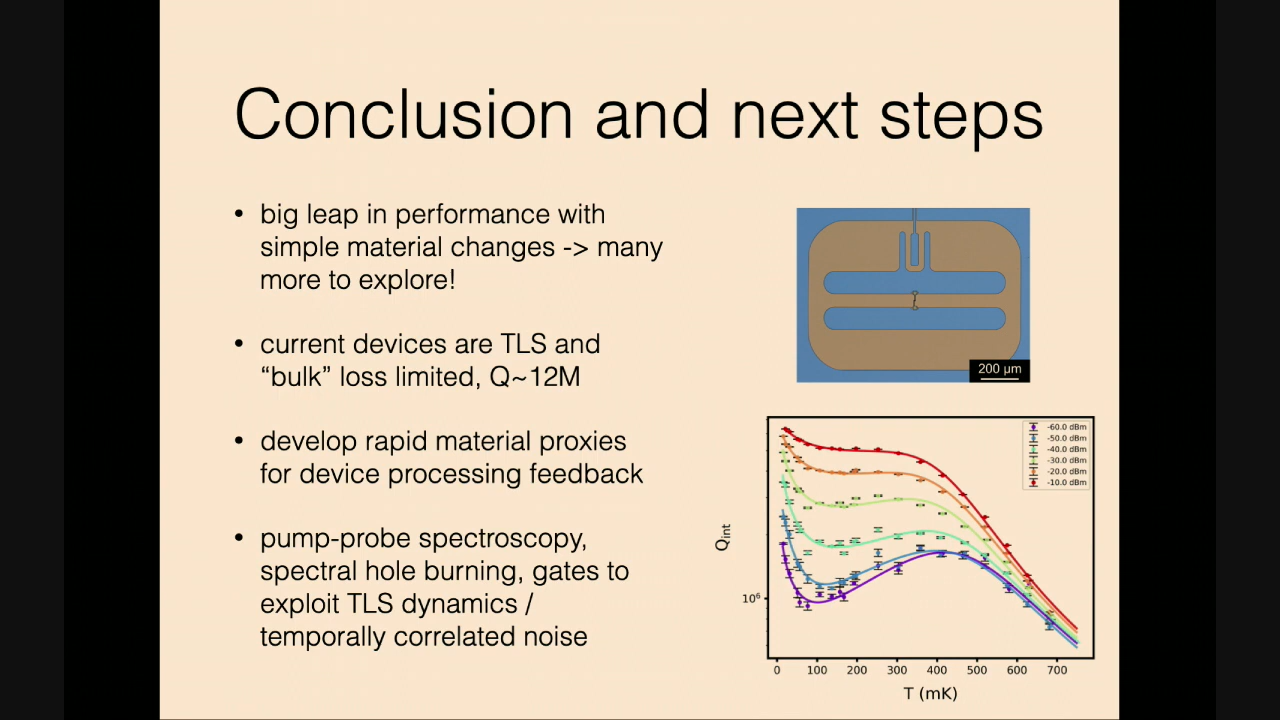 Conclusion and next steps
• big leap in performance with
simple material changes -> many
more to explore!
• current devices are TLS and
“bulk” loss limited, Q~12M
• develop rapid material proxies
for device processing feedback
• pump-probe spectroscopy,
spectral hole burning, gates to
exploit TLS dynamics /
temporally correlated noise
200 μm
-60.0 dBm
-50.0 dBm
-40.0 dBm
-30.0 dBm
-20.0 dBm
-10.0 dBm
Qint
10⁶
0 100 200 300 400 500 600 700
T (mK)